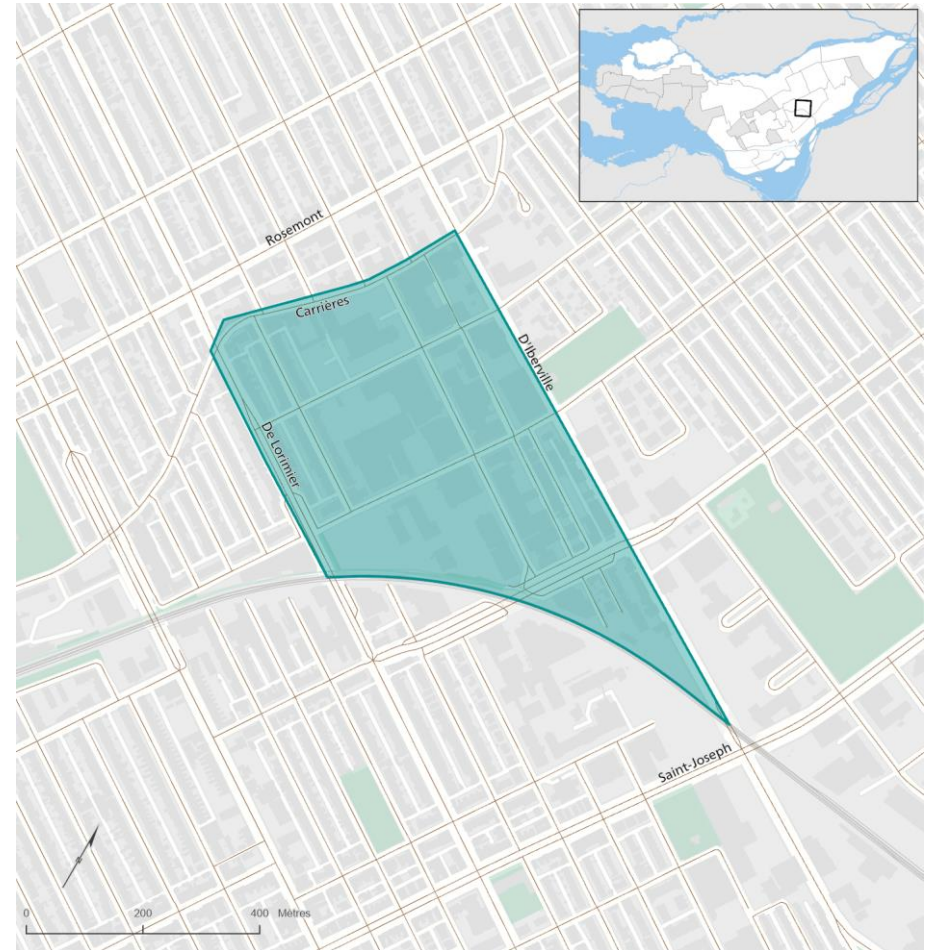 Rosemont
Carrières
D'Iberville
De Lorimier
Saint-Joseph
0 200 400 Mètres